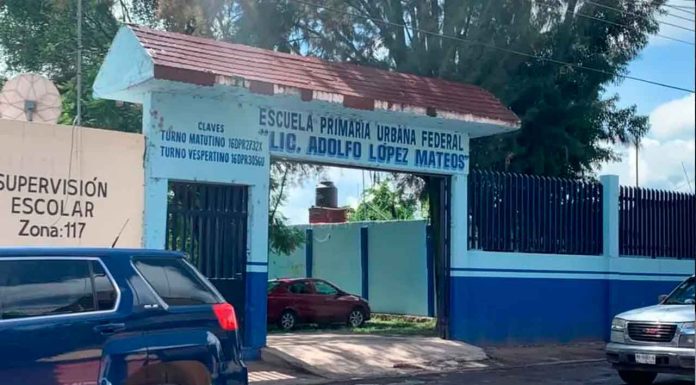 SUPERVISIÓN
ESCOLAR
ZONA: 117
CLAVES
TURNO MATUTINO 16DPR2732X
TURNO VESPERTINO 16DPR3056U
ESCUELA PRIMARIA URBANA FEDERAL
"LIC. ADOLFO LÓPEZ MATEOS"
GMC